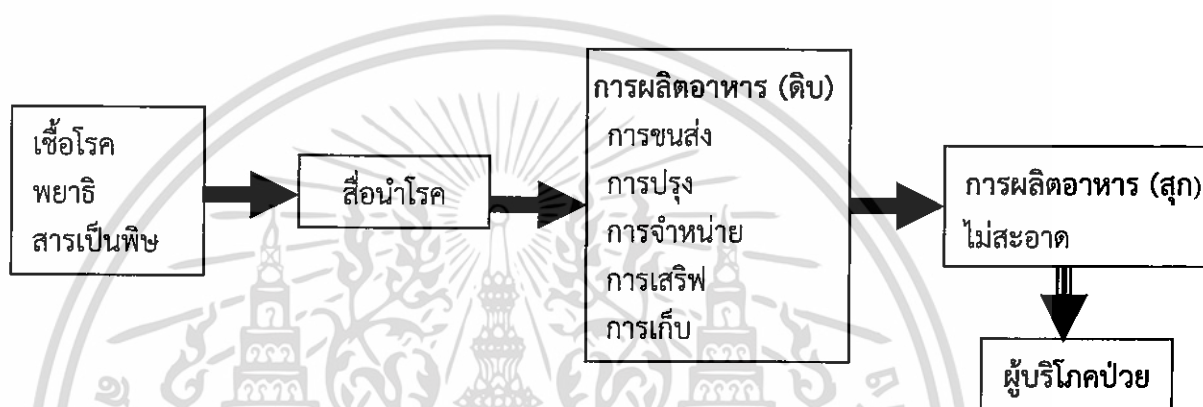 เชื้อโรค
พยาธิ
สารเป็นพิษ
สื่อนำโรค
การผลิตอาหาร (ดิบ)
การขนส่ง
การปรุง
การจำหน่าย
การเสริฟ
การเก็บ
การผลิตอาหาร (สุก)
ไม่สะอาด
ผู้บริโภคป่วย